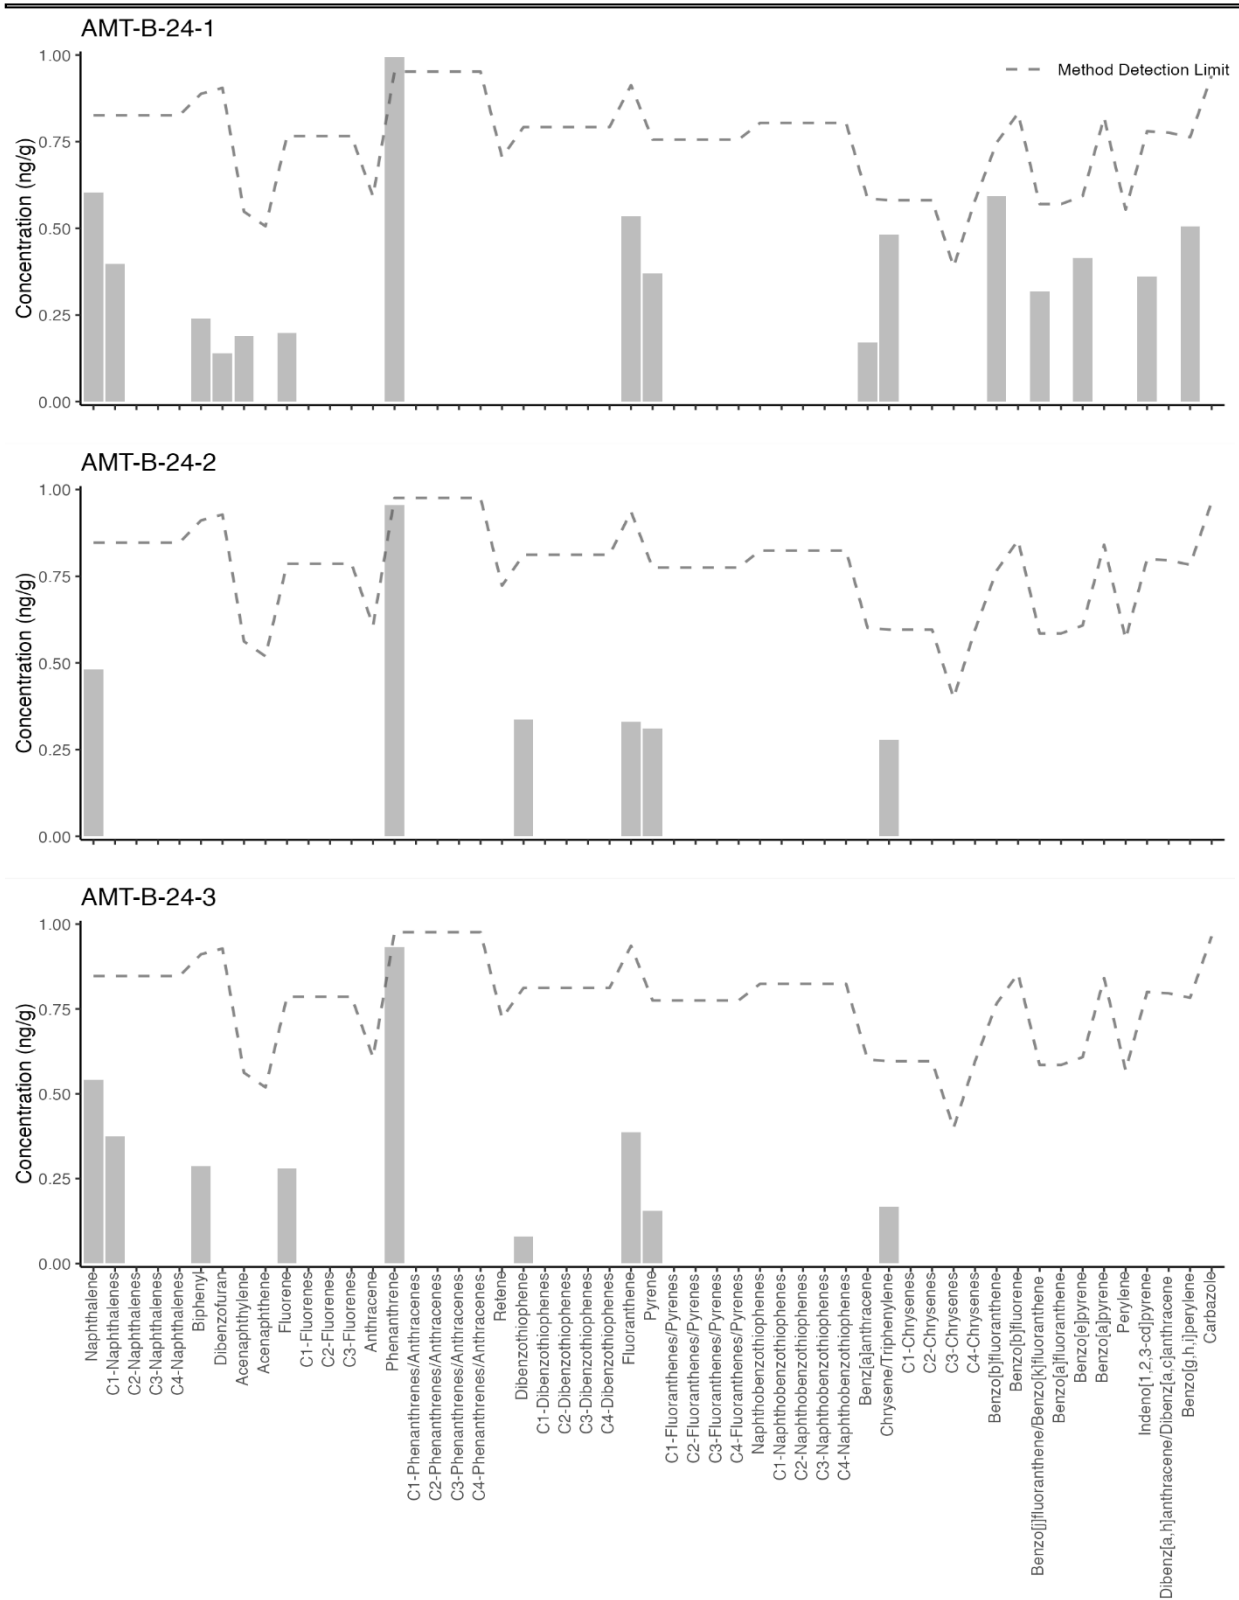 AMT-B-24-1
Method Detection Limit
Concentration (ng/g)
1.00
0.75
0.50
0.25
0.00
AMT-B-24-2
Concentration (ng/g)
1.00
0.75
0.50
0.25
0.00
AMT-B-24-3
Concentration (ng/g)
1.00
0.75
0.50
0.25
0.00
Naphthalene
C1-Naphthalenes
C2-Naphthalenes
C3-Naphthalenes
C4-Naphthalenes
Biphenyl
Dibenzofuran
Acenaphthylene
Acenaphthene
Fluorene
C1-Fluorenes
C2-Fluorenes
C3-Fluorenes
Anthracene
Phenanthrene
C1-Phenanthrenes/Anthracenes
C2-Phenanthrenes/Anthracenes
C3-Phenanthrenes/Anthracenes
C4-Phenanthrenes/Anthracenes
Retene
Dibenzothiophene
C1-Dibenzothiophenes
C2-Dibenzothiophenes
C3-Dibenzothiophenes
C4-Dibenzothiophenes
Fluoranthene
Pyrene
C1-Fluoranthenes/Pyrenes
C2-Fluoranthenes/Pyrenes
C3-Fluoranthenes/Pyrenes
C4-Fluoranthenes/Pyrenes
Naphthobenzothiophenes
C1-Naphthobenzothiophenes
C2-Naphthobenzothiophenes
C3-Naphthobenzothiophenes
C4-Naphthobenzothiophenes
Benz[a]anthracene
Chrysene/Triphenylene
C1-Chrysenes
C2-Chrysenes
C3-Chrysenes
C4-Chrysenes
Benzo[b]fluoranthene
Benzo[b]fluorene
Benzo[j]fluoranthene/Benzo[k]fluoranthene
Benzo[a]fluoranthene
Benzo[e]pyrene
Benzo[a]pyrene
Perylene
Indeno[1,2,3-cd]pyrene
Dibenz[a,h]anthracene/Dibenz[a,c]anthracene
Benzo[g,h,i]perylene
Carbazole